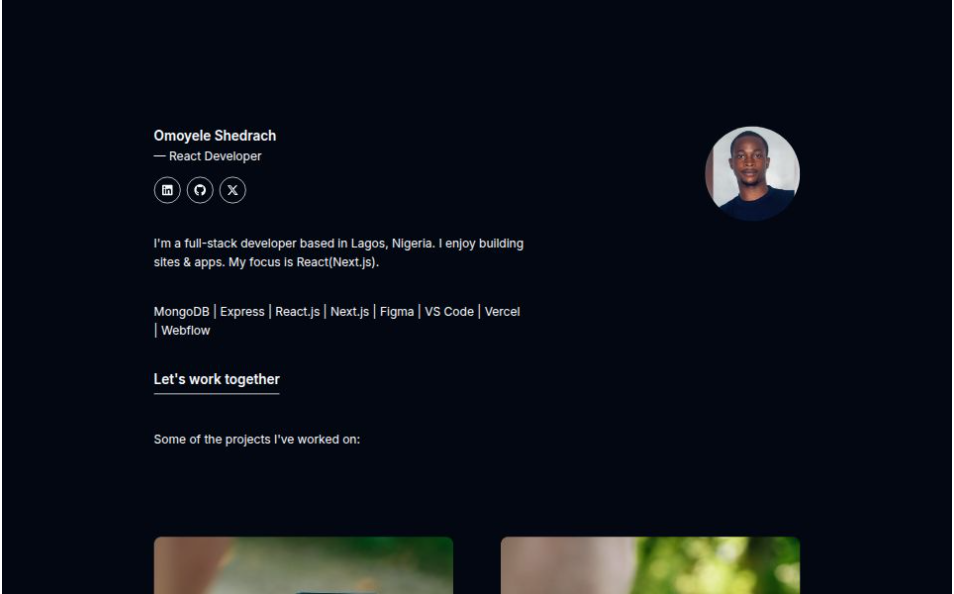 Omoyele Shedrach
— React Developer
I'm a full-stack developer based in Lagos, Nigeria. I enjoy building
sites & apps. My focus is React(Next.js).
MongoDB | Express | React.js | Next.js | Figma | VS Code | Vercel
| Webflow
Let's work together
Some of the projects I've worked on: